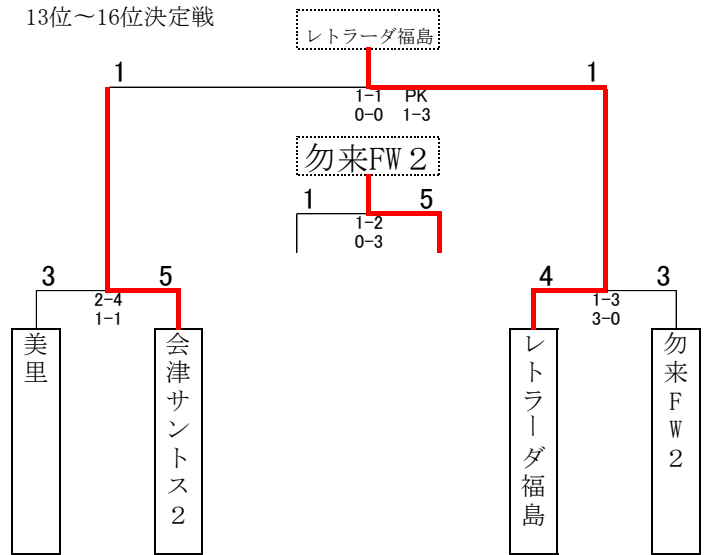 13位～16位決定戦
レトラーダ福島
1
1
1-1 PK
0-0 1-3
勿来FW２
1
5
1-2
0-3
3
5
2-4
1-1
4
3
1-3
3-0
美里
会津サントス２
レトラーダ福島
勿来FW２